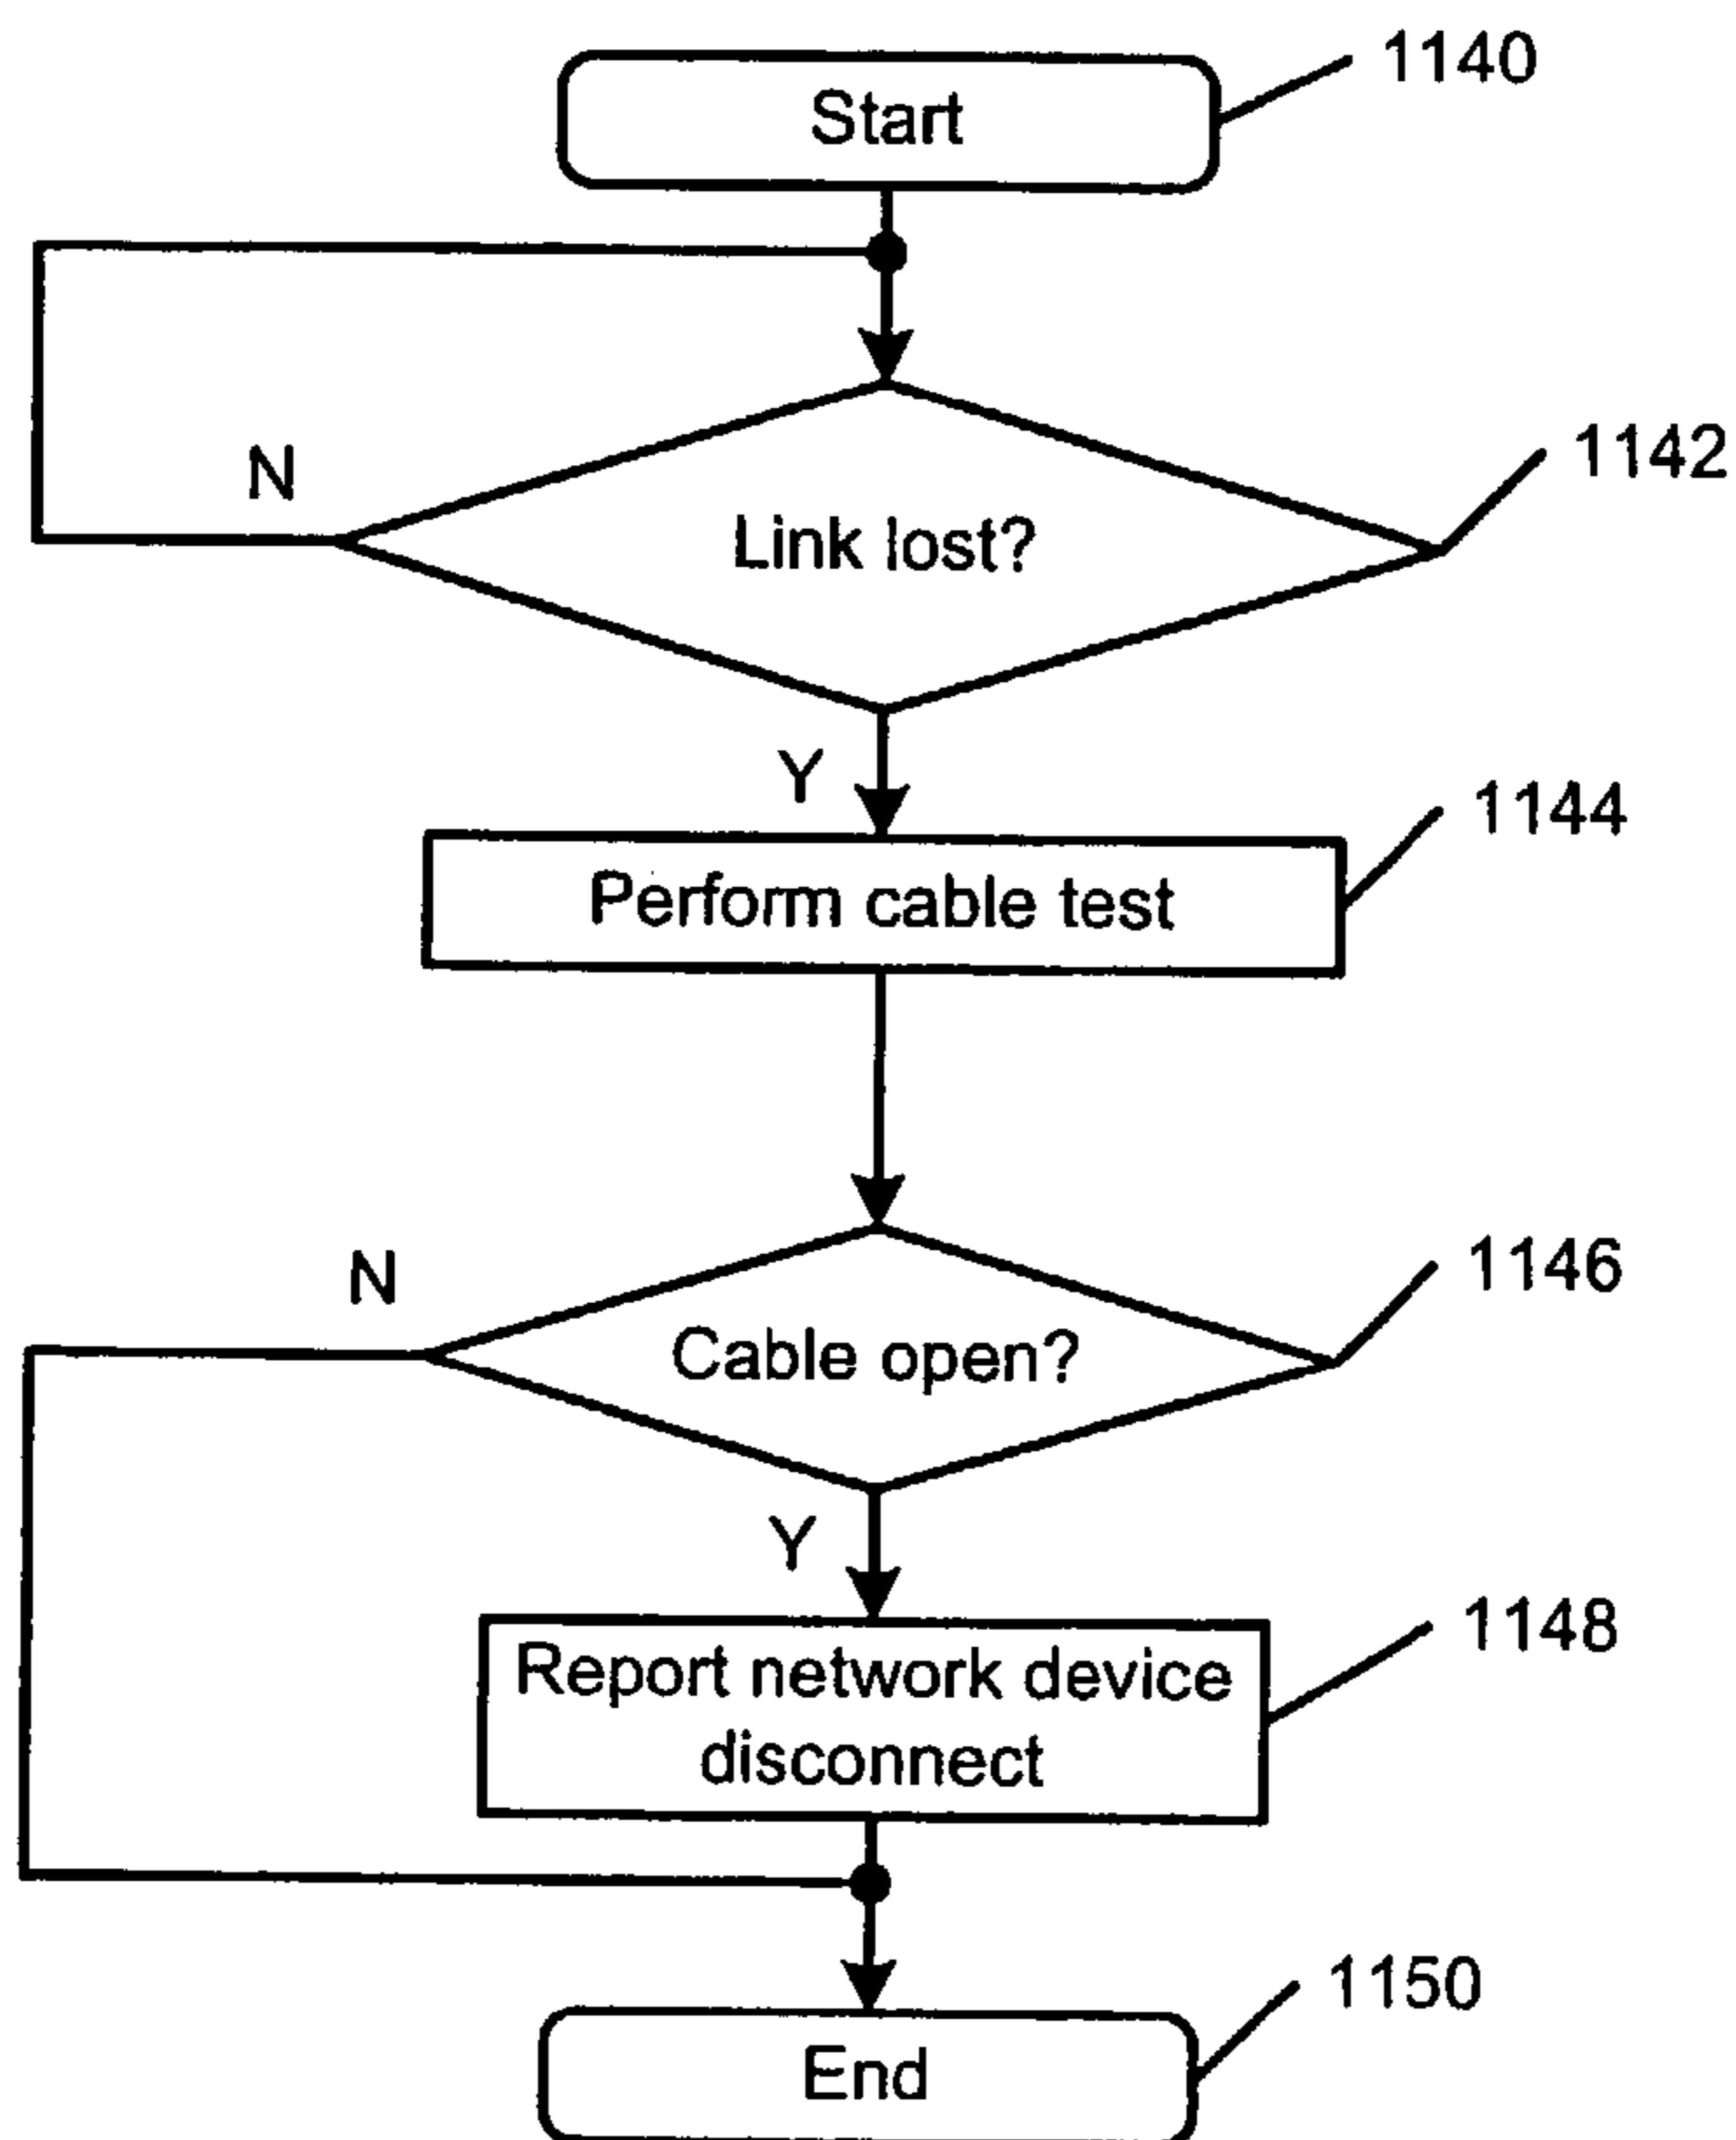 1140
Start
1142
N
Link lost?
Y
1144
Perform cable test
1146
N
Cable open?
Y
1148
Report network device
disconnect
1150
End